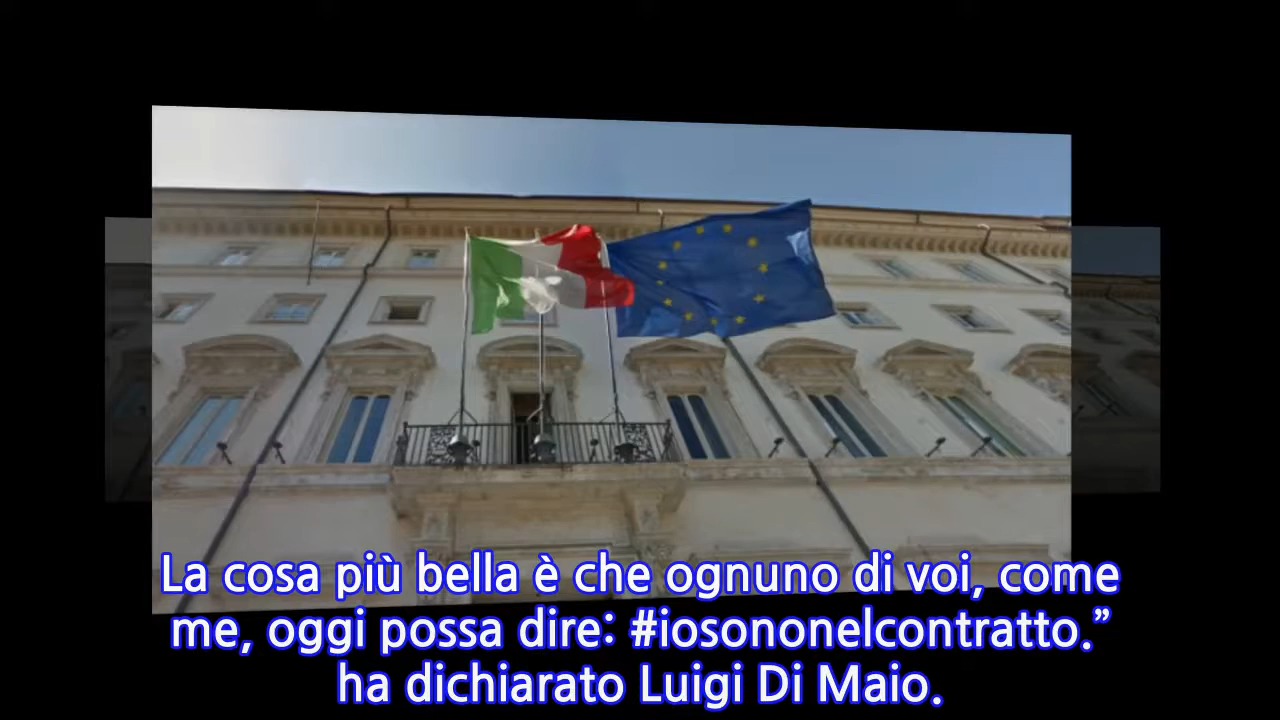 La cosa più bella è che ognuno di voi, come
me, oggi possa dire: #iosononelcontratto.”
ha dichiarato Luigi Di Maio.